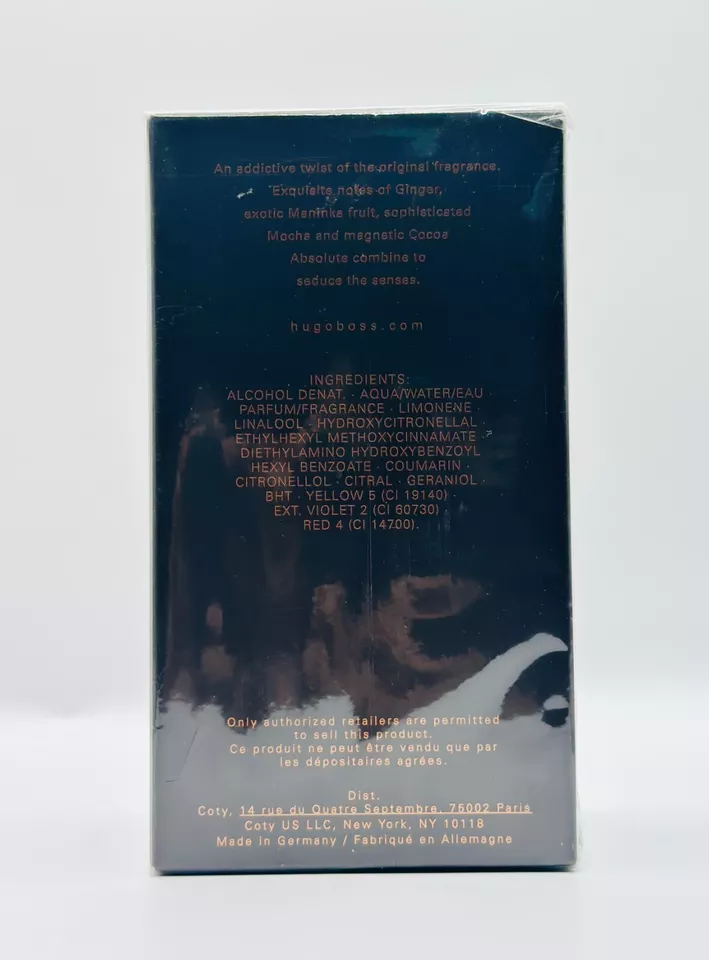 An addictive twist of the original fragrance.
Exquisite notes of Ginger,
exotic Maninka fruit, sophisticated
Mocha and magnetic Cocoa
Absolute combine to
seduce the senses.
hugoboss.com
INGREDIENTS:
ALCOHOL DENAT. · AQUA/WATER/EAU ·
PARFUM/FRAGRANCE · LIMONENE ·
LINALOOL · HYDROXYCITRONELLAL ·
ETHYLHEXYL METHOXYCINNAMATE ·
DIETHYLAMINO HYDROXYBENZOYL
HEXYL BENZOATE · COUMARIN ·
CITRONELLOL · CITRAL · GERANIOL ·
BHT · YELLOW 5 (CI 19140) ·
EXT. VIOLET 2 (CI 60730) ·
RED 4 (CI 14700).
Only authorized retailers are permitted
to sell this product.
Ce produit ne peut être vendu que par
les dépositaires agrées.
Dist.
Coty, 14 rue du Quatre Septembre, 75002 Paris
Coty US LLC, New York, NY 10118
Made in Germany / Fabriqué en Allemagne